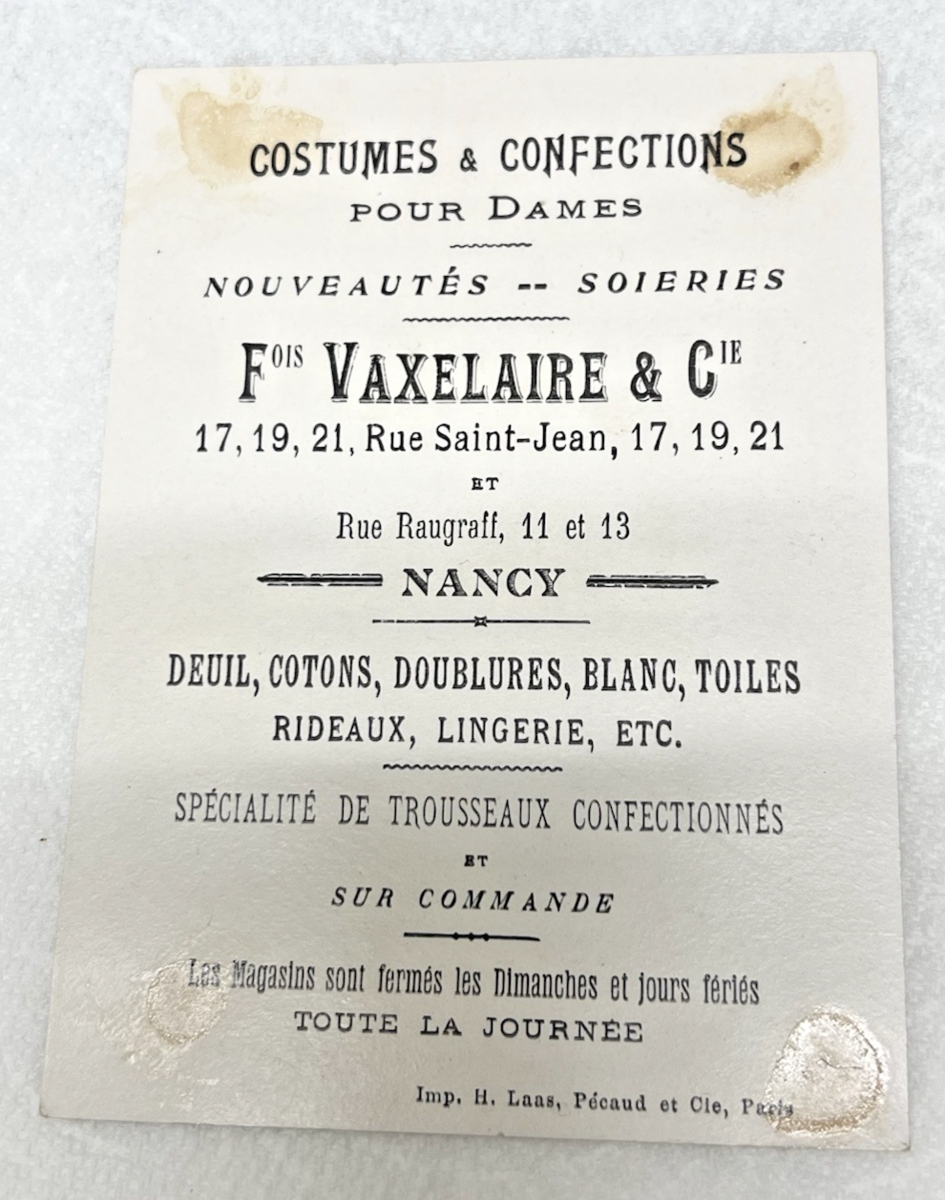 COSTUMES & CONFECTIONS
POUR DAMES
NOUVEAUTÉS -- SOIERIES
FOIS VAXELAIRE & CIE
17, 19, 21, Rue Saint-Jean, 17, 19, 21
ET
Rue Raugraff, 11 et 13
NANCY
DEUIL, COTONS, DOUBLURES, BLANC, TOILES
RIDEAUX, LINGERIE, ETC.
SPÉCIALITÉ DE TROUSSEAUX CONFECTIONNÉS
ET
SUR COMMANDE
Les Magasins sont fermés les Dimanches et jours fériés
TOUTE LA JOURNÉE
Imp. H. Laas, Pécaud et Cie, Paris